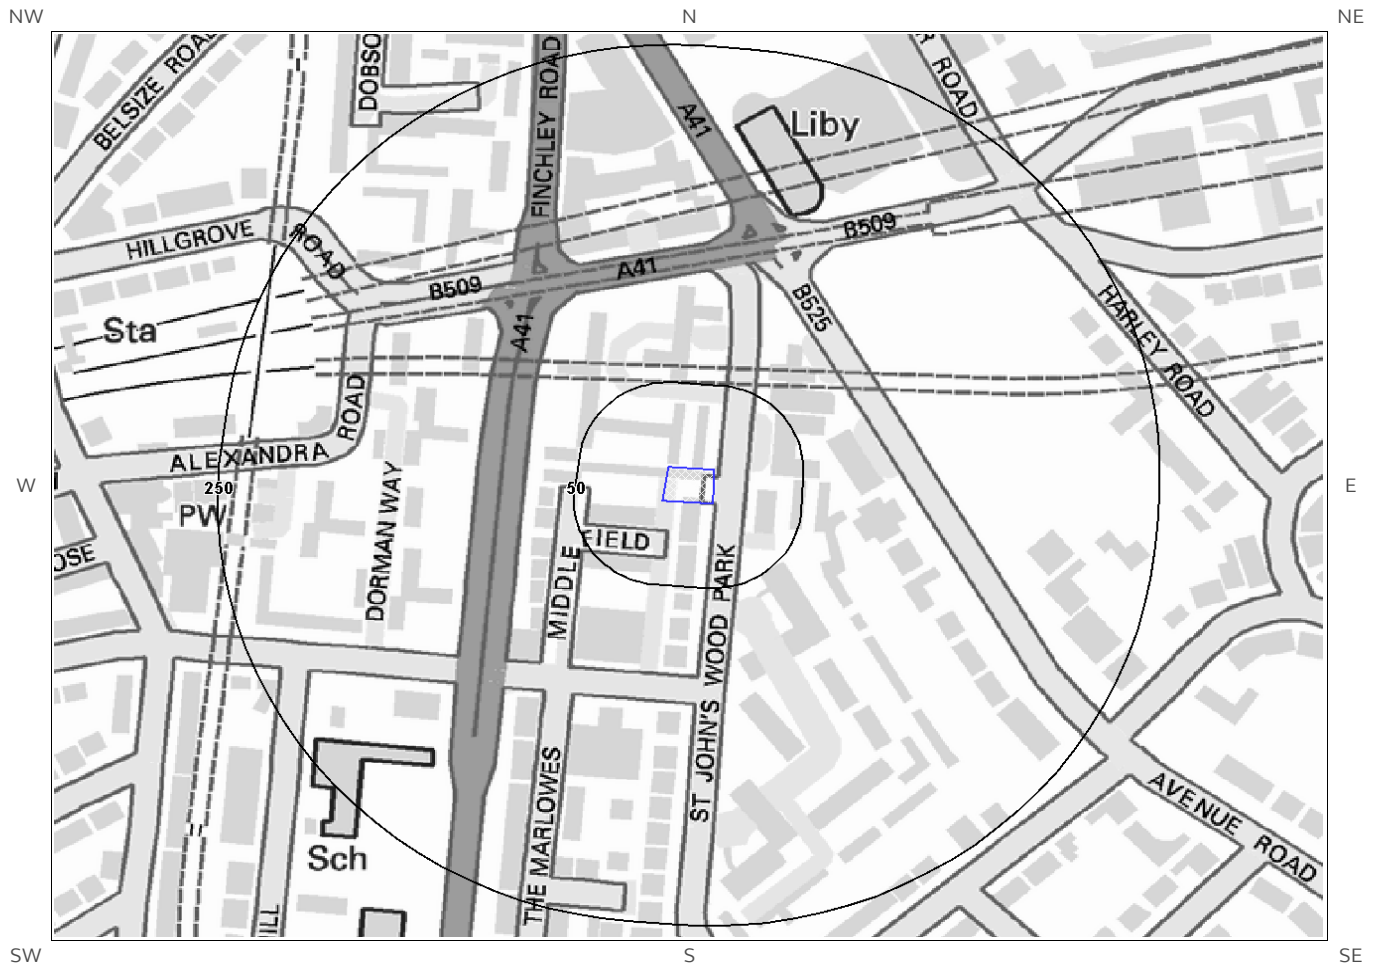 NW
N
NE
BELSIZE ROA
DOBSO
FINCHLEY ROAD
A41
R ROAD
Liby
HILLGROVE
ROAD
B509
A41
B509
Sta
A41
B525
HARLEY ROAD
ROAD
ALEXANDRA
W
250
50
E
PW
DORMAN WAY
FIELD
OSE
MIDDLE
ST JOHN'S WOOD PARK
THE MARLOWES
AVENUE ROAD
Sch
ILL
SW
S
SE